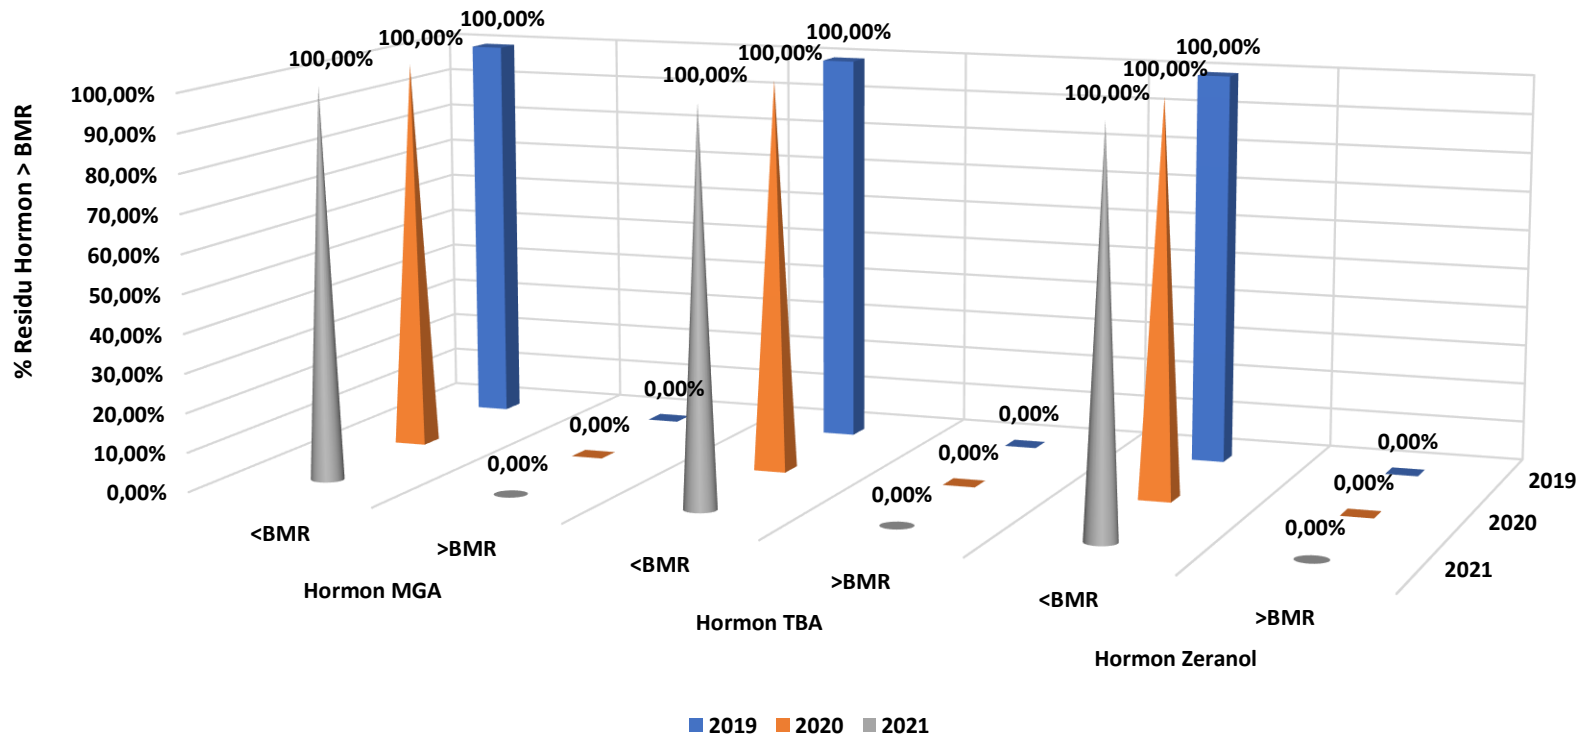 100,00%
100,00%
100,00%
100,00%
100,00%
100,00%
100,00%
100,00%
100,00%
% Residu Hormon > BMR
100,00%
90,00%
80,00%
70,00%
60,00%
50,00%
40,00%
30,00%
20,00%
10,00%
0,00%
0,00%
0,00%
0,00%
0,00%
0,00%
0,00%
0,00%
0,00%
0,00%
<BMR
>BMR
<BMR
>BMR
<BMR
>BMR
Hormon MGA
Hormon TBA
Hormon Zeranol
2019
2020
2021
2019 2020 2021